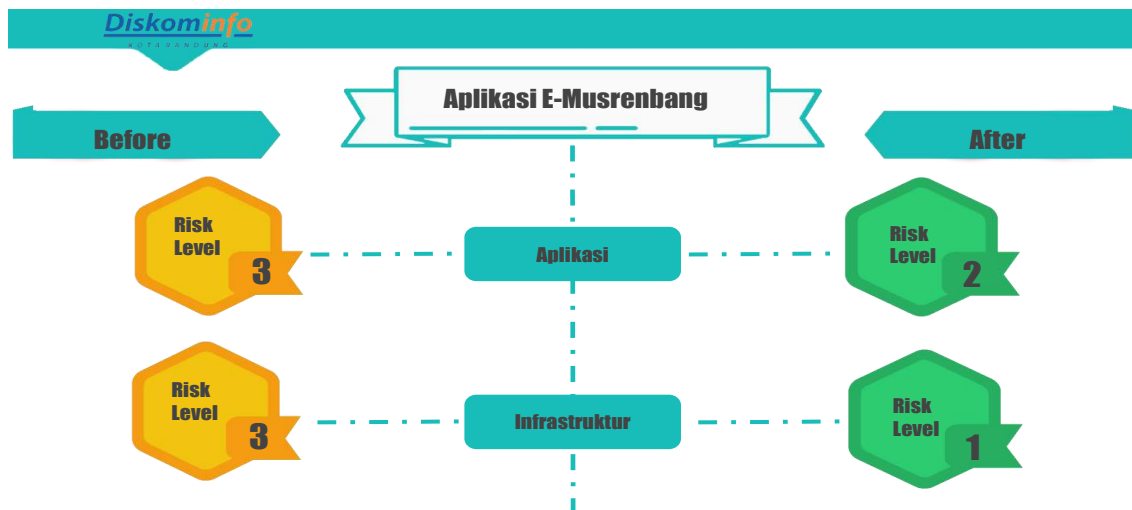 Diskominfo
KOTA BANDUNG
Aplikasi E-Musrenbang
Before
After
Risk
Level
3
Aplikasi
Risk
Level
2
Risk
Level
3
Infrastruktur
Risk
Level
1